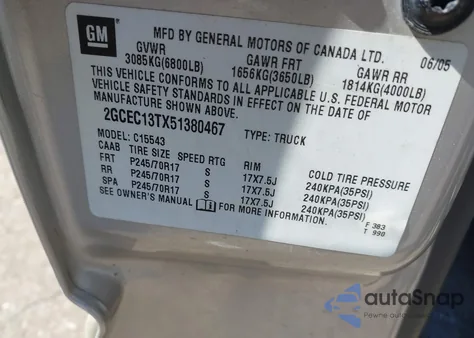 GM
MFD BY GENERAL MOTORS OF CANADA LTD. 06/05
GVWR GAWR FRT GAWR RR
3085KG(6800LB) 1656KG(3650LB) 1814KG(4000LB)
THIS VEHICLE CONFORMS TO ALL APPLICABLE U.S. FEDERAL MOTOR
VEHICLE SAFETY STANDARDS IN EFFECT ON THE DATE OF
MANUFACTURE SHOWN ABOVE.
2GCEC13TX51380467 TYPE: TRUCK
MODEL: C15543
CAAB TIRE SIZE SPEED RTG RIM COLD TIRE PRESSURE
FRT P245/70R17 S 17X7.5J 240KPA(35PSI)
RR P245/70R17 S 17X7.5J 240KPA(35PSI)
SPA P245/70R17 S 17X7.5J 240KPA(35PSI)
SEE OWNER'S MANUAL FOR MORE INFORMATION.
F 383
T 990
autoSnap
Pewne auto